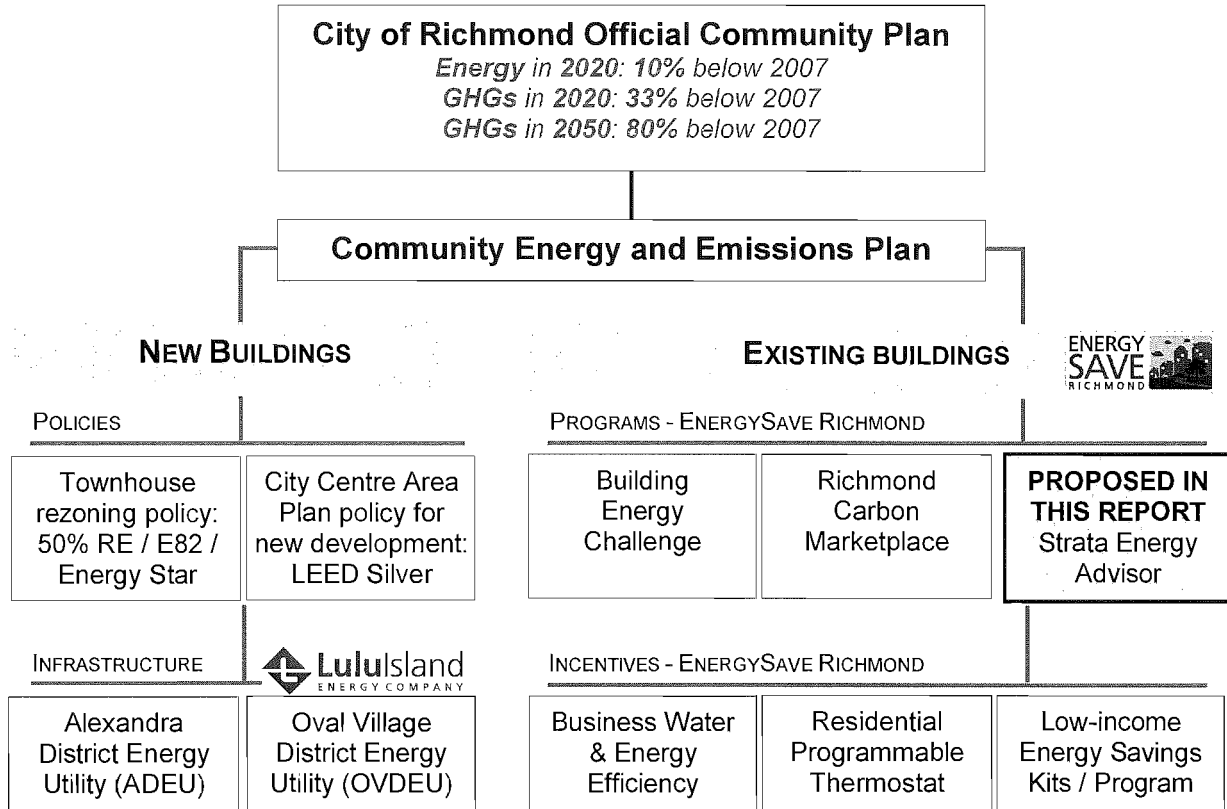 City of Richmond Official Community Plan
Energy in 2020: 10% below 2007
GHGs in 2020: 33% below 2007
GHGs in 2050: 80% below 2007
Community Energy and Emissions Plan
NEW BUILDINGS
EXISTING BUILDINGS
ENERGY
SAVE
RICHMOND
POLICIES
Townhouse
rezoning policy:
50% RE / E82 /
Energy Star
City Centre Area
Plan policy for
new development:
LEED Silver
PROGRAMS - ENERGYSAVE RICHMOND
Building
Energy
Challenge
Richmond
Carbon
Marketplace
PROPOSED IN
THIS REPORT
Strata Energy
Advisor
INFRASTRUCTURE
LuluIsland
ENERGY COMPANY
Alexandra
District Energy
Utility (ADEU)
Oval Village
District Energy
Utility (OVDEU)
INCENTIVES - ENERGYSAVE RICHMOND
Business Water
& Energy
Efficiency
Residential
Programmable
Thermostat
Low-income
Energy Savings
Kits / Program